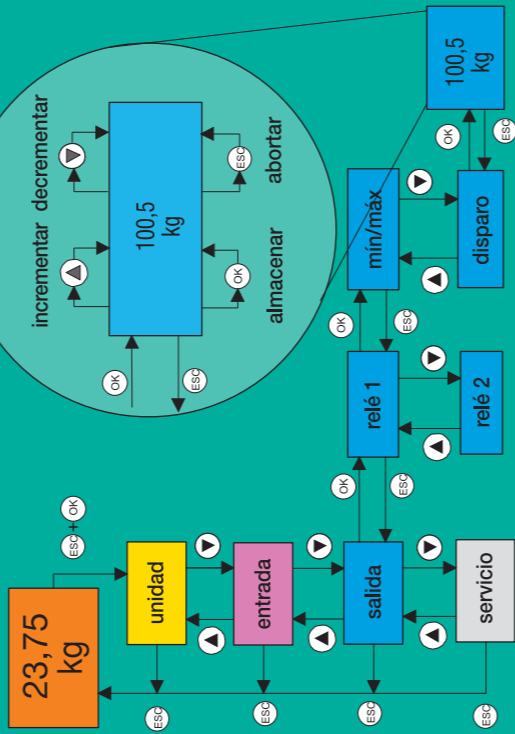 23,75
kg
ESC + OK
unidad
ESC
entrada
ESC
salida
ESC
servicio
ESC
OK
ESC
relé 1
relé 2
OK
ESC
mín/máx
disparo
OK
ESC
100,5
kg
incrementar decrementar
OK
ESC
100,5
kg
OK
ESC
almacenar
abortar